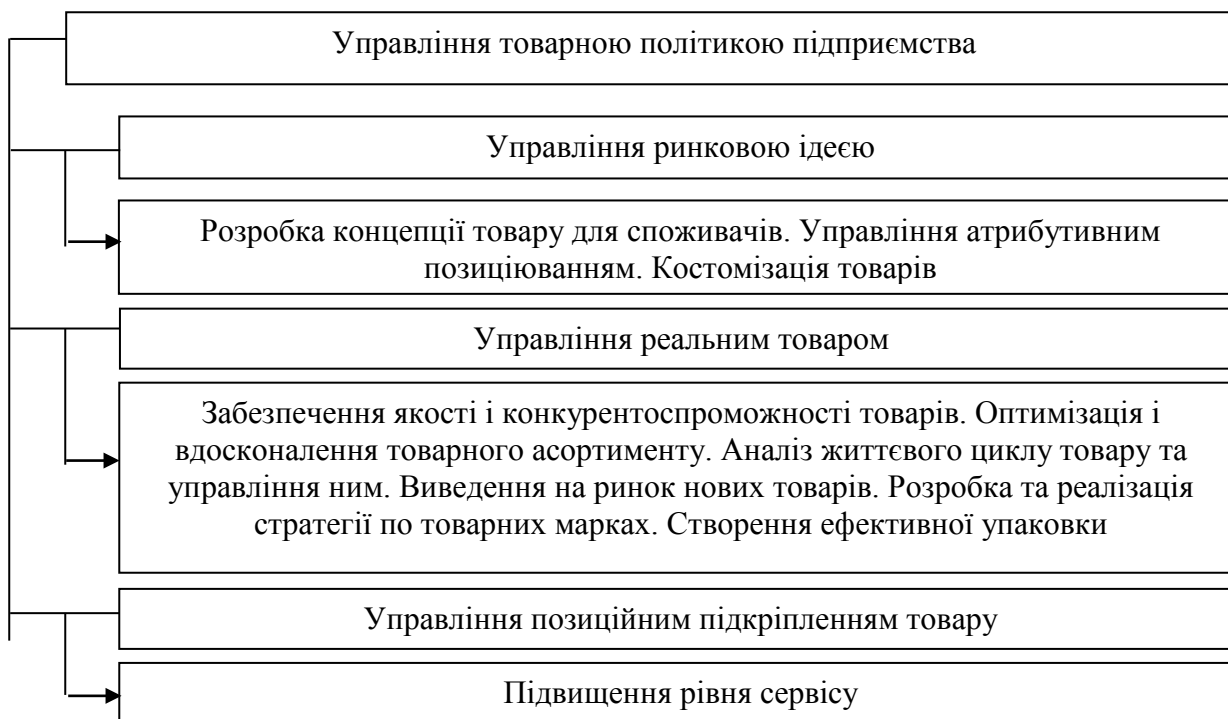 Управління товарною політикою підприємства
Управління ринковою ідеєю
Розробка концепції товару для споживачів. Управління атрибутивним
позиціюванням. Костомізація товарів
Управління реальним товаром
Забезпечення якості і конкурентоспроможності товарів. Оптимізація і
вдосконалення товарного асортименту. Аналіз життєвого циклу товару та
управління ним. Виведення на ринок нових товарів. Розробка та реалізація
стратегії по товарних марках. Створення ефективної упаковки
Управління позиційним підкріпленням товару
Підвищення рівня сервісу